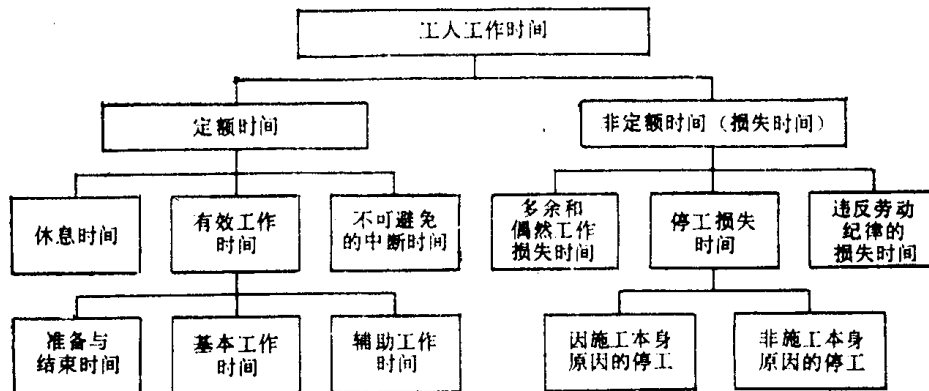 工人工作时间
定额时间
非定额时间（损失时间）
休息时间
有效工作
时间
不可避免
的中断时间
多余和
偶然工作
损失时间
停工损失
时间
违反劳动
纪律的
损失时间
准备与
结束时间
基本工作
时间
辅助工作
时间
因施工本身
原因的停工
非施工本身
原因的停工